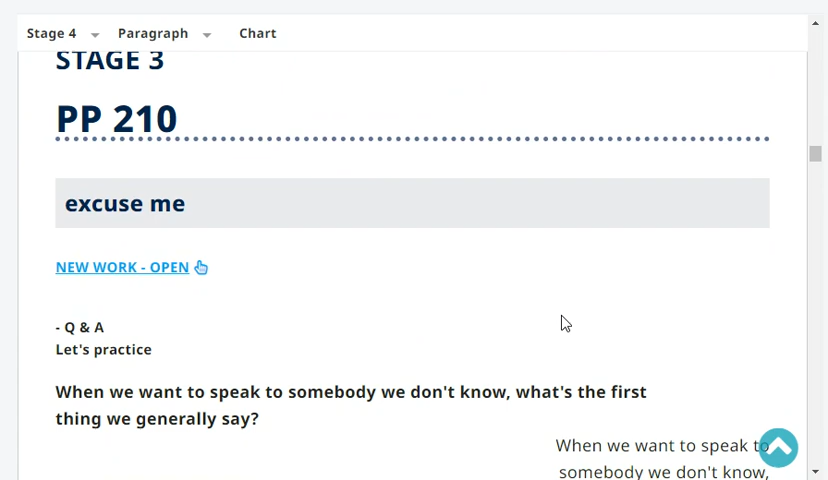 Stage 4 Paragraph Chart
STAGE 3
PP 210
excuse me
NEW WORK - OPEN
- Q & A
Let's practice
When we want to speak to somebody we don't know, what's the first
thing we generally say?
When we want to speak to
somebody we don't know,